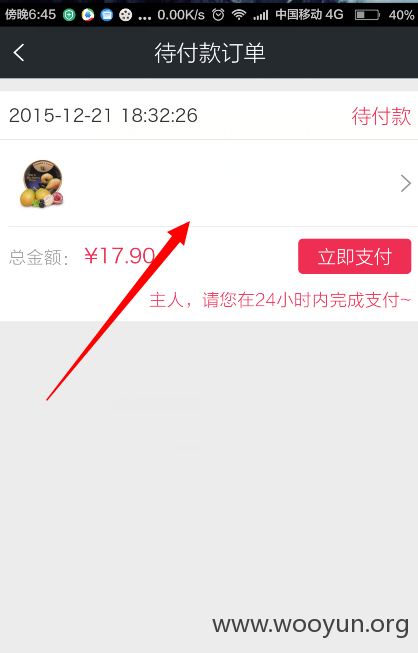 傍晚6:45 ... 0.00K/s 中国移动 4G 40%
待付款订单
2015-12-21 18:32:26 待付款
总金额： ¥17.90 立即支付
主人，请您在24小时内完成支付~
www.wooyun.org